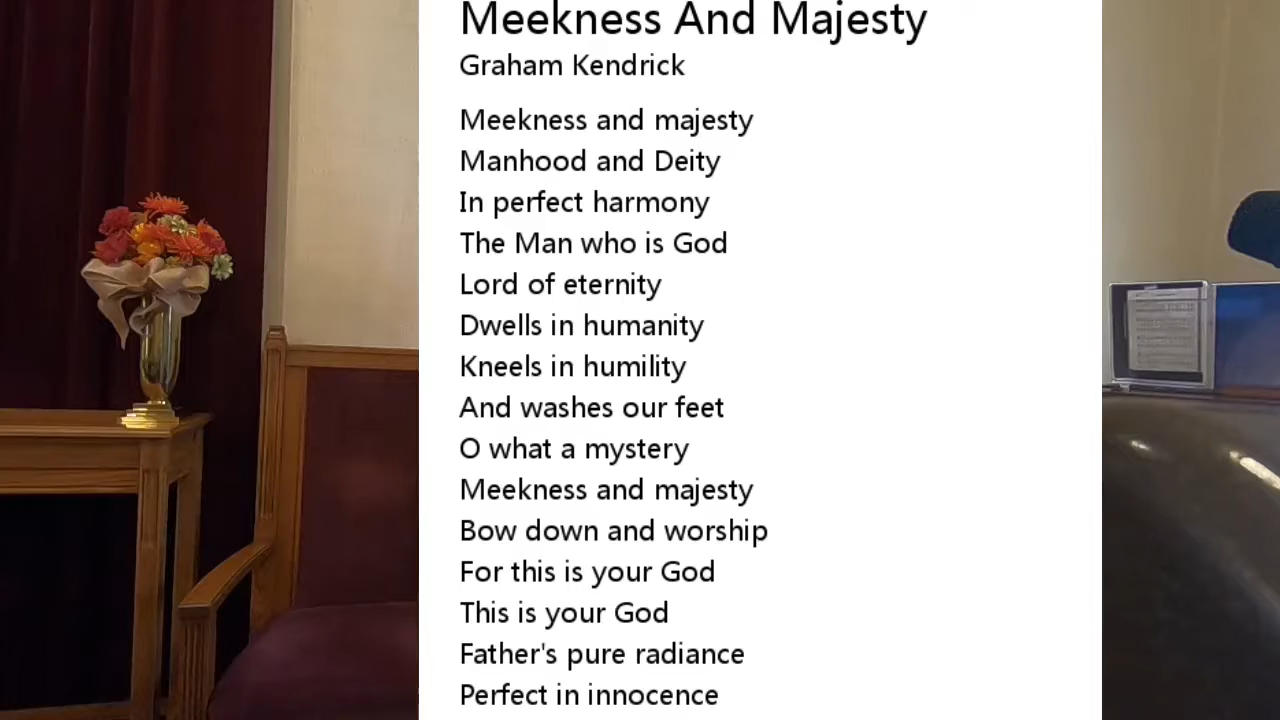 Meekness And Majesty
Graham Kendrick
Meekness and majesty
Manhood and Deity
In perfect harmony
The Man who is God
Lord of eternity
Dwells in humanity
Kneels in humility
And washes our feet
O what a mystery
Meekness and majesty
Bow down and worship
For this is your God
This is your God
Father's pure radiance
Perfect in innocence